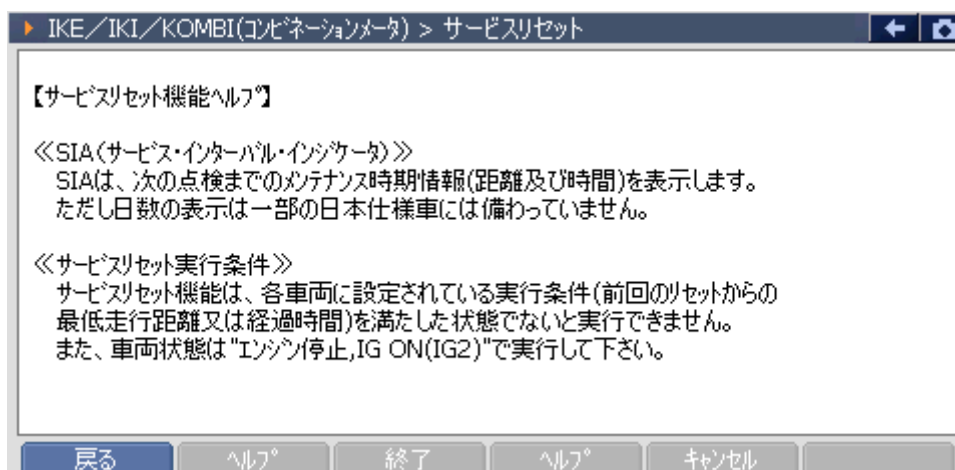 IKE／IKI／KOMBI(ｺﾝﾋﾞﾈｰｼｮﾝﾒｰﾀ) > サービスリセット
【ｻｰﾋﾞｽﾘｾｯﾄ機能ﾍﾙﾌﾟ】
≪SIA(ｻｰﾋﾞｽ･ｲﾝﾀｰﾊﾞﾙ･ｲﾝｼﾞｹｰﾀ)≫
SIAは、次の点検までのﾒﾝﾃﾅﾝｽ時期情報(距離及び時間)を表示します。
ただし日数の表示は一部の日本仕様車には備わっていません。
≪ｻｰﾋﾞｽﾘｾｯﾄ実行条件≫
ｻｰﾋﾞｽﾘｾｯﾄ機能は、各車両に設定されている実行条件(前回のﾘｾｯﾄからの
最低走行距離又は経過時間)を満たした状態でないと実行できません。
また、車両状態は"ｴﾝｼﾞﾝ停止,IG ON(IG2)"で実行して下さい。
戻る ﾍﾙﾌﾟ 終了 ﾍﾙﾌﾟ ｷｬﾝｾﾙ